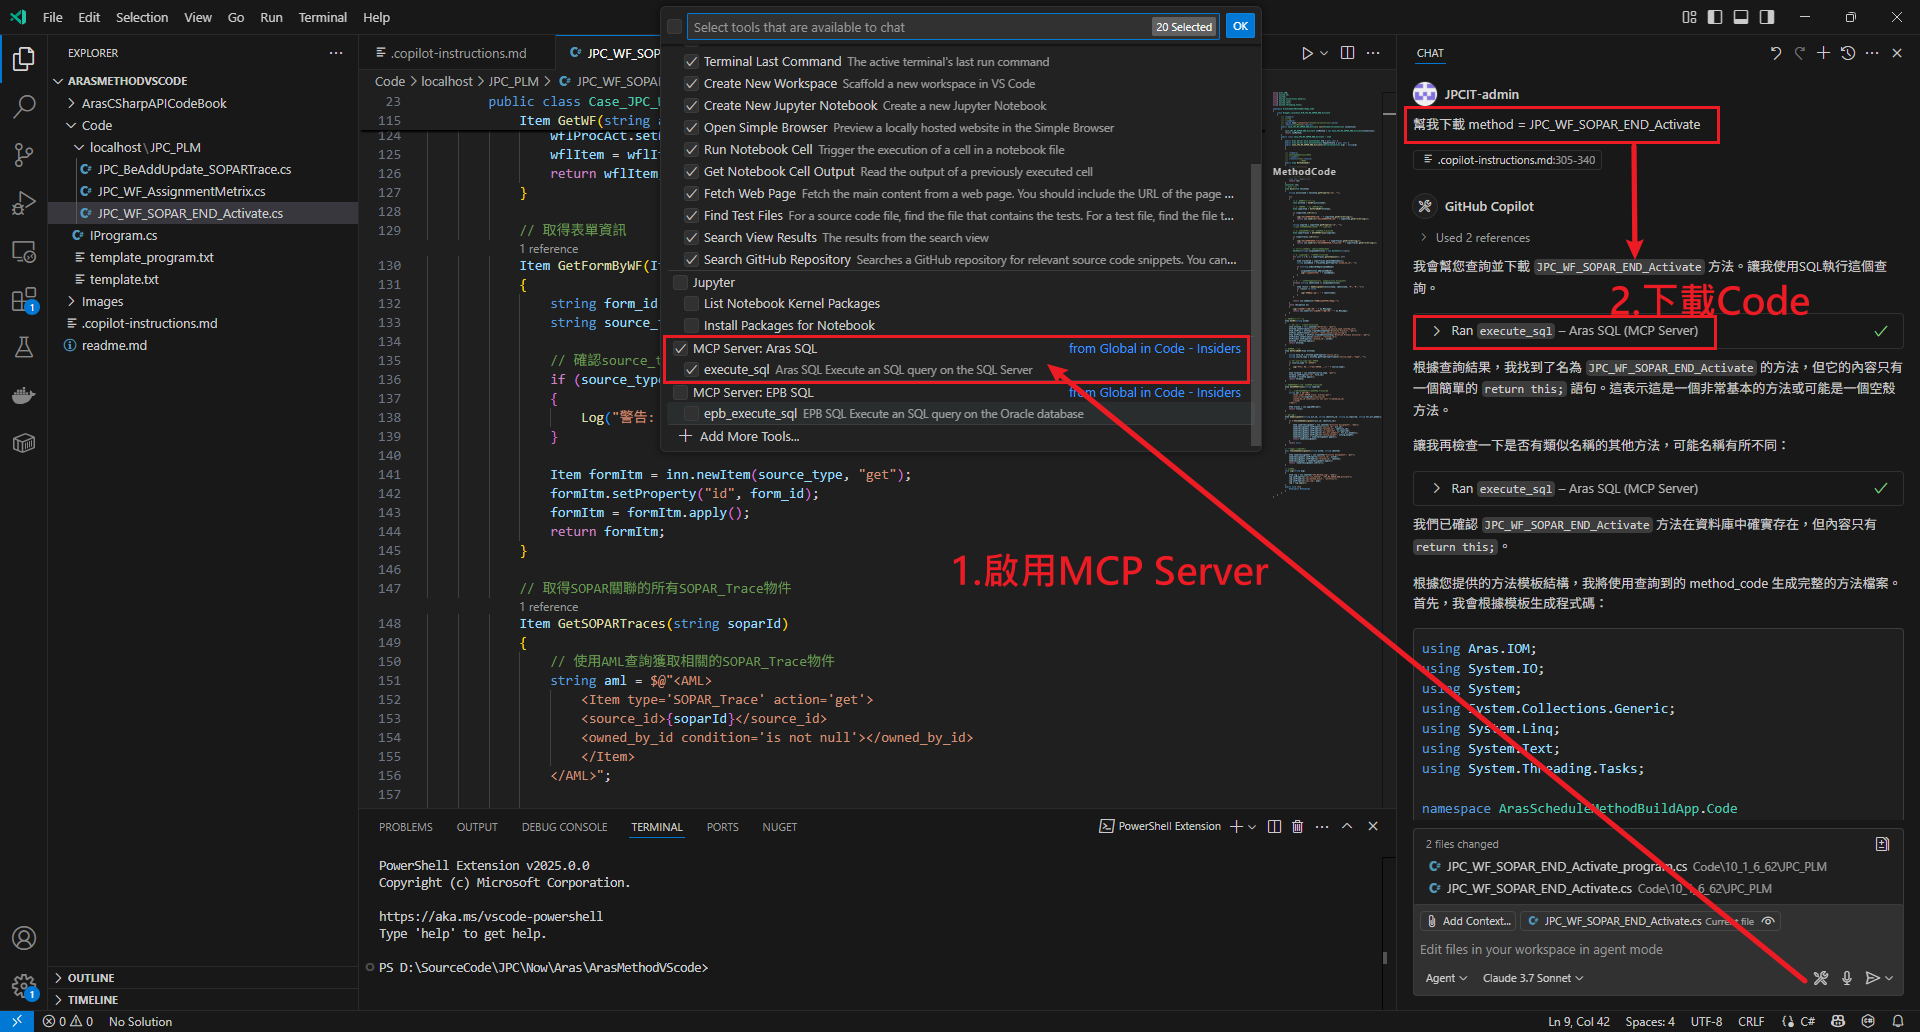 File Edit Selection View Go Run Terminal Help
Select tools that are available to chat
20 Selected
OK
EXPLORER
ARASMETHODVSCODE
ArasCSharpAPICodeBook
Code
localhost\JPC_PLM
JPC_BeAddUpdate_SOPARTrace.cs
JPC_WF_AssignmentMetrix.cs
JPC_WF_SOPAR_END_Activate.cs
IProgram.cs
template_program.txt
template.txt
Images
.copilot-instructions.md
readme.md
OUTLINE
TIMELINE
.copilot-instructions.md
JPC_WF_SOP
Code > localhost > JPC_PLM > JPC_WF_SOPA
23 public class Case_JPC_W
115 Item GetWF(string a
124 wflProcAct.set
125 wflItem = wflIt
126 return wflItem
127 }
128
129 // 取得表單資訊
1 reference
130 Item GetFormByWF(It
131 {
132 string form_id
133 string source_t
134
135 // 確認source_t
136 if (source_type
137 {
138 Log("警告:
139 }
140
141 Item formItm = inn.newItem(source_type, "get");
142 formItm.setProperty("id", form_id);
143 formItm = formItm.apply();
144 return formItm;
145 }
146
147 // 取得SOPAR關聯的所有SOPAR_Trace物件
1 reference
148 Item GetSOPARTraces(string soparId)
149 {
150 // 使用AML查詢獲取相關的SOPAR_Trace物件
151 string aml = $@"<AML>
152 <Item type='SOPAR_Trace' action='get'>
153 <source_id>{soparId}</source_id>
154 <owned_by_id condition='is not null'></owned_by_id>
155 </Item>
156 </AML>";
157
Terminal Last Command The active terminal's last run command
Create New Workspace Scaffold a new workspace in VS Code
Create New Jupyter Notebook Create a new Jupyter Notebook
Open Simple Browser Preview a locally hosted website in the Simple Browser
Run Notebook Cell Trigger the execution of a cell in a notebook file
Get Notebook Cell Output Read the output of a previously executed cell
Fetch Web Page Fetch the main content from a web page. You should include the URL of the page ...
Find Test Files For a source code file, find the file that contains the tests. For a test file, find the file t...
Search View Results The results from the search view
Search GitHub Repository Searches a GitHub repository for relevant source code snippets. You can...
Jupyter
List Notebook Kernel Packages
Install Packages for Notebook
MCP Server: Aras SQL from Global in Code - Insiders
execute_sql Aras SQL Execute an SQL query on the SQL Server
MCP Server: EPB SQL from Global in Code - Insiders
epb_execute_sql EPB SQL Execute an SQL query on the Oracle database
Add More Tools...
MethodCode
1.啟用MCP Server
PROBLEMS OUTPUT DEBUG CONSOLE TERMINAL PORTS NUGET
PowerShell Extension
PowerShell Extension v2025.0.0
Copyright (c) Microsoft Corporation.
https://aka.ms/vscode-powershell
Type 'help' to get help.
PS D:\SourceCode\JPC\Now\Aras\ArasMethodVScode>
CHAT
JPCIT-admin
幫我下載 method = JPC_WF_SOPAR_END_Activate
.copilot-instructions.md:305-340
GitHub Copilot
Used 2 references
我會幫您查詢並下載 JPC_WF_SOPAR_END_Activate 方法。讓我使用SQL執行這個查
詢。
2.下載Code
Ran execute_sql – Aras SQL (MCP Server)
根據查詢結果，我找到了名為 JPC_WF_SOPAR_END_Activate 的方法，但它的內容只有
一個簡單的 return this; 語句。這表示這是一個非常基本的方法或可能是一個空殼
方法。
讓我再檢查一下是否有類似名稱的其他方法，可能名稱有所不同：
Ran execute_sql – Aras SQL (MCP Server)
我們已確認 JPC_WF_SOPAR_END_Activate 方法在資料庫中確實存在，但內容只有
return this; 。
根據您提供的方法模板結構，我將使用查詢到的 method_code 生成完整的方法檔案。
首先，我會根據模板生成程式碼：
using Aras.IOM;
using System.IO;
using System;
using System.Collections.Generic;
using System.Linq;
using System.Text;
using System.Threading.Tasks;
namespace ArasScheduleMethodBuildApp.Code
2 files changed
JPC_WF_SOPAR_END_Activate_program.cs Code\10_1_6_62\JPC_PLM
JPC_WF_SOPAR_END_Activate.cs Code\10_1_6_62\JPC_PLM
Add Context...
JPC_WF_SOPAR_END_Activate.cs Current file
Edit files in your workspace in agent mode
Agent
Claude 3.7 Sonnet
1
1
0 0 No Solution
Ln 9, Col 42 Spaces: 4 UTF-8 CRLF C#